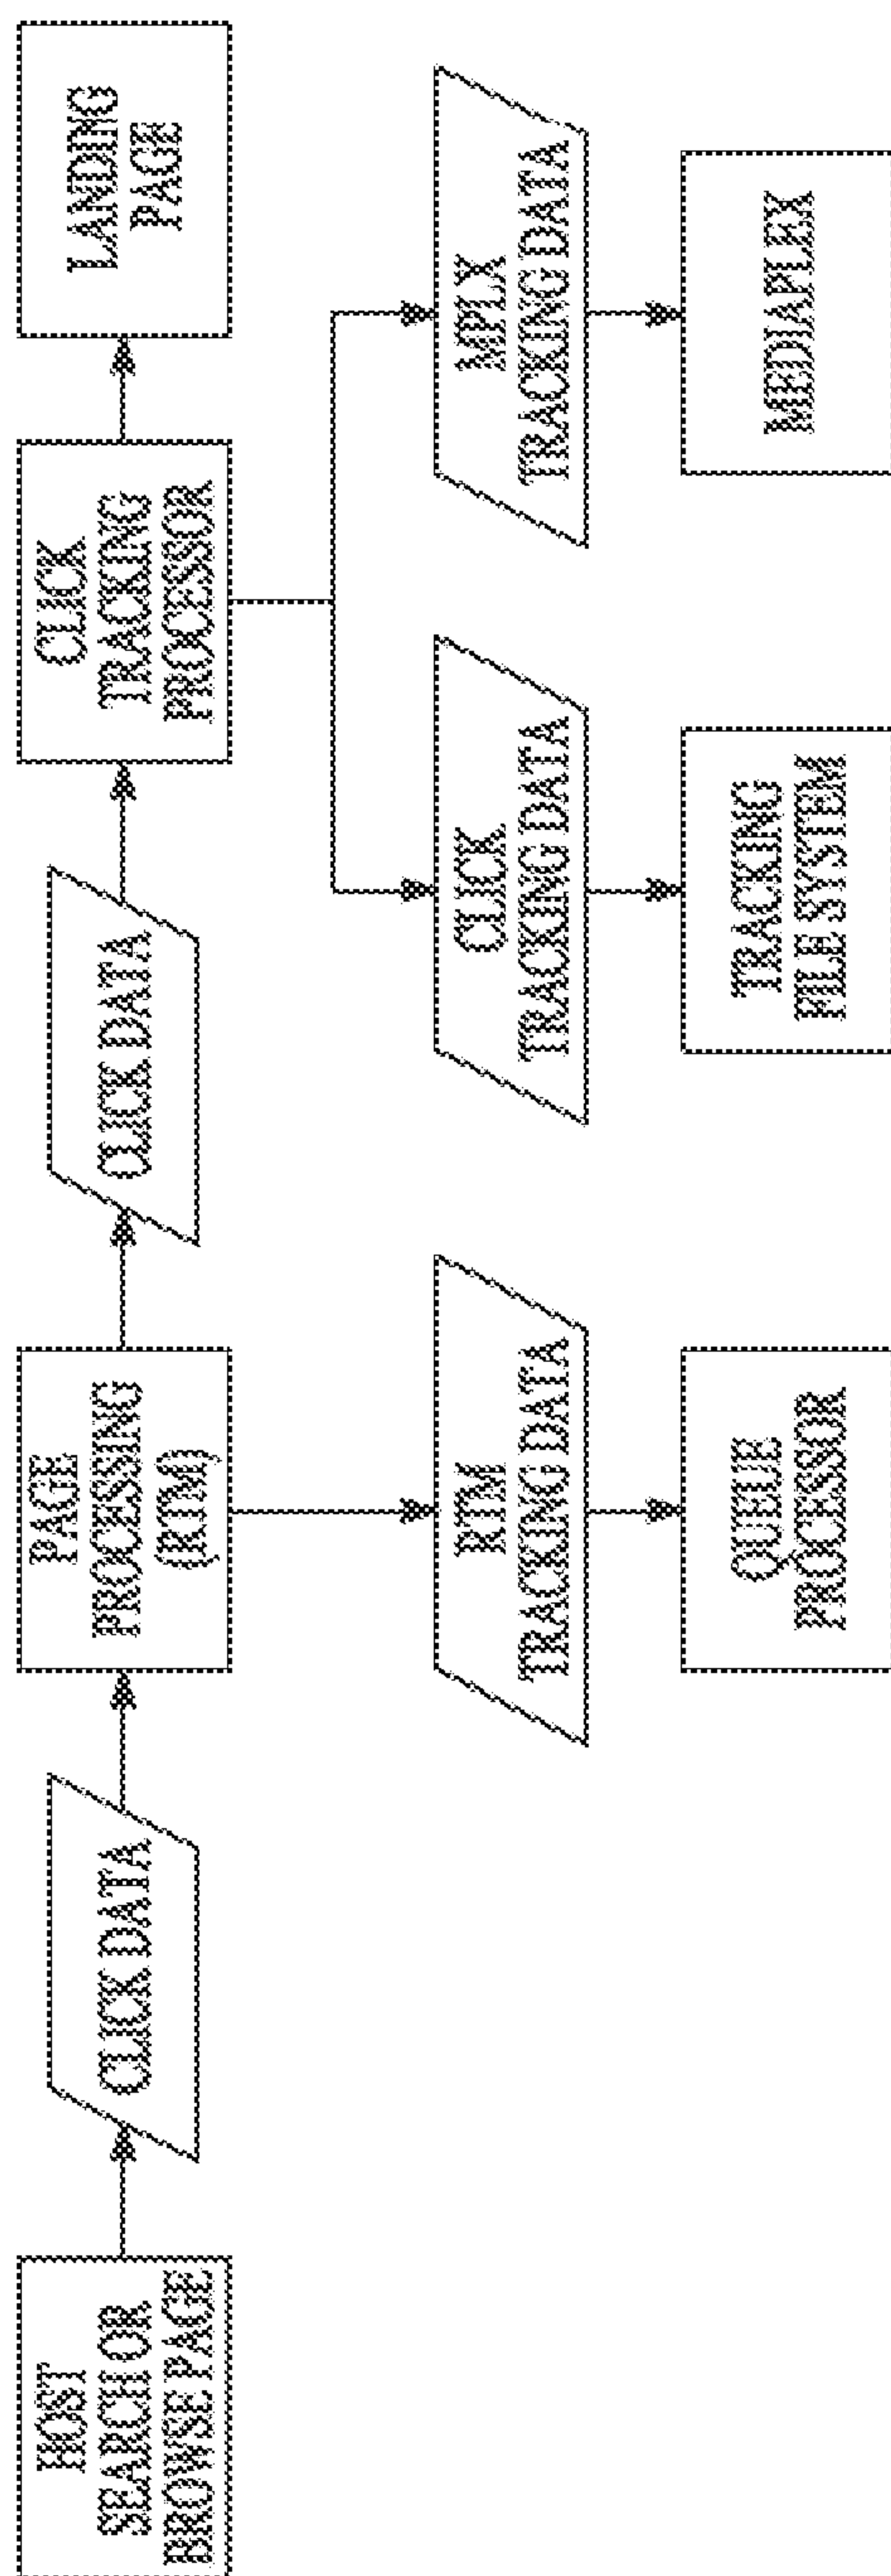 HOST
SEARCH OR
BROWSE PAGE
CLICK DATA
PAGE
PROCESSING
(RTM)
CLICK DATA
CLICK
TRACKING
PROCESSOR
LANDING
PAGE
RTM
TRACKING DATA
CLICK
TRACKING DATA
MPLX
TRACKING DATA
QUEUE
PROCESSOR
TRACKING
FILE SYSTEM
MEDIAPLEX